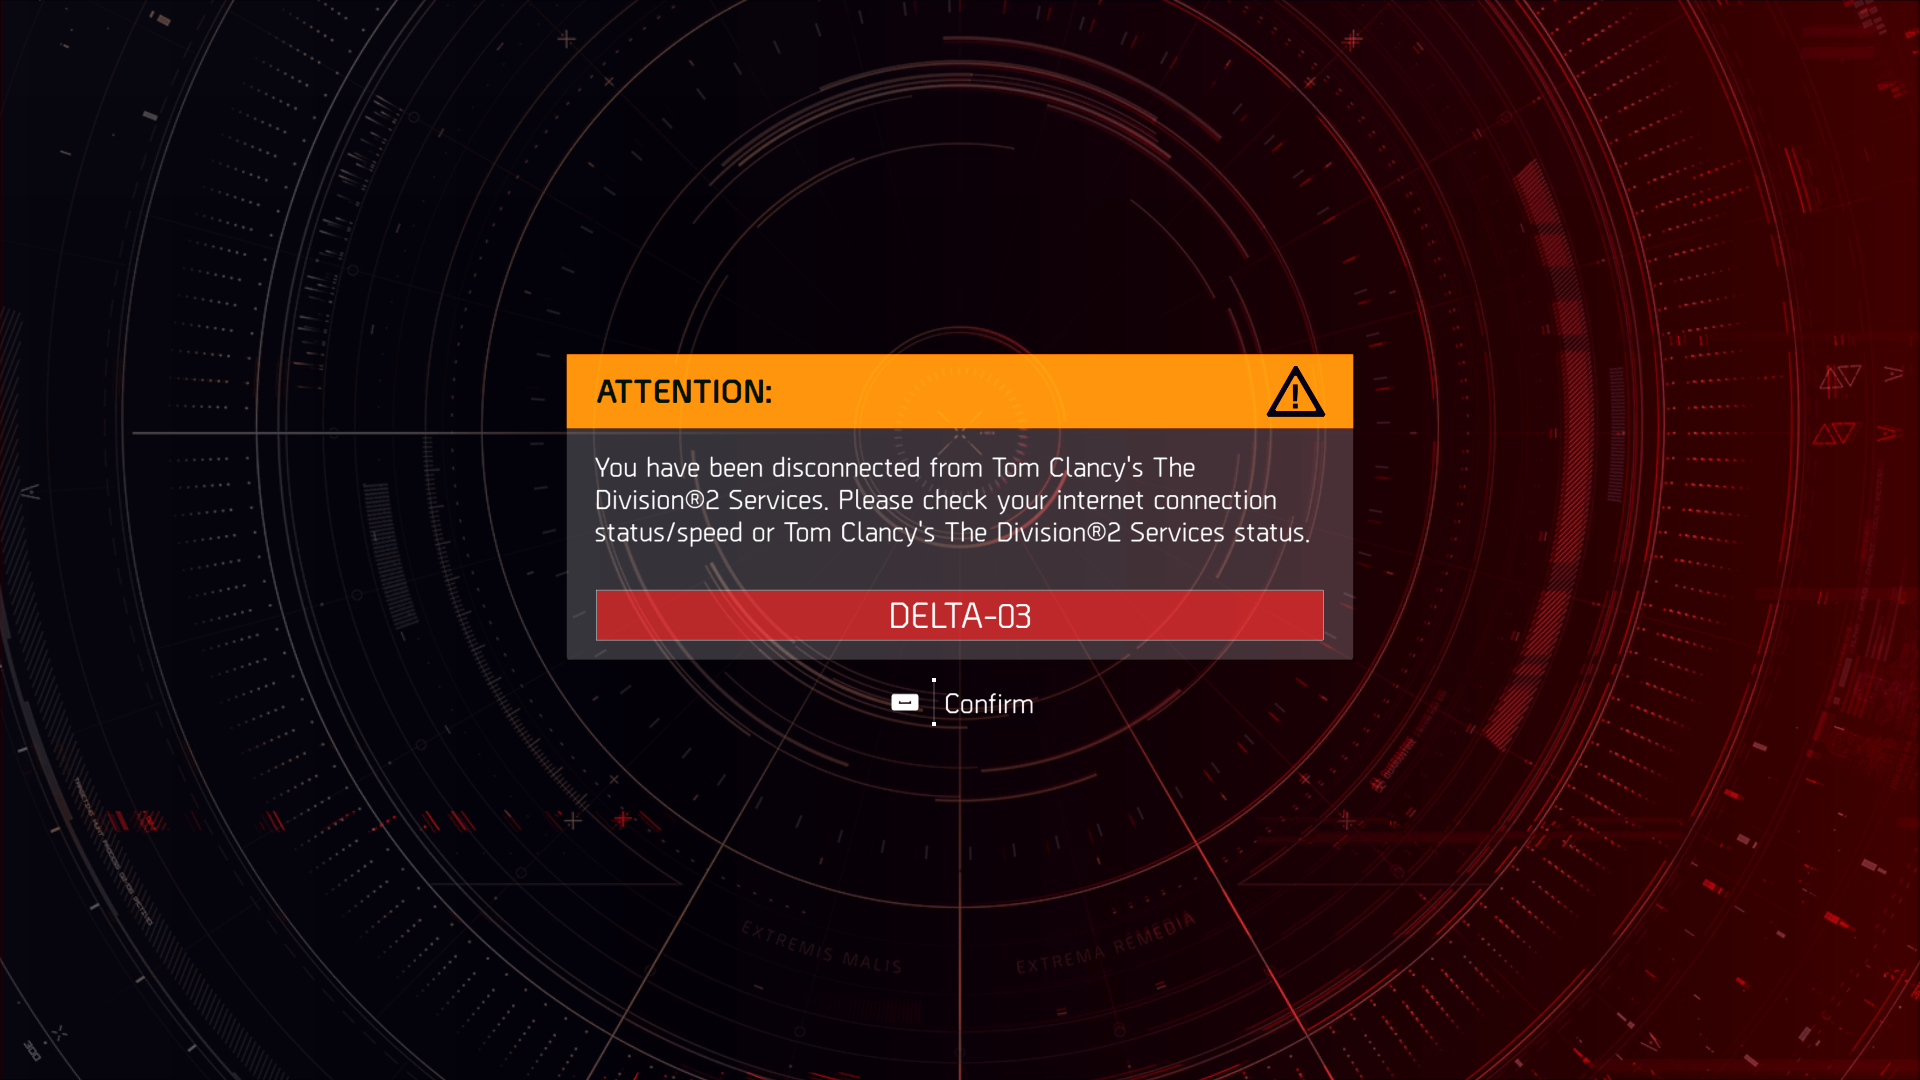 ATTENTION:
You have been disconnected from Tom Clancy's The
Division®2 Services. Please check your internet connection
status/speed or Tom Clancy's The Division®2 Services status.
DELTA-03
Confirm
EXTREMIS MALIS
EXTREMA REMEDIA
300